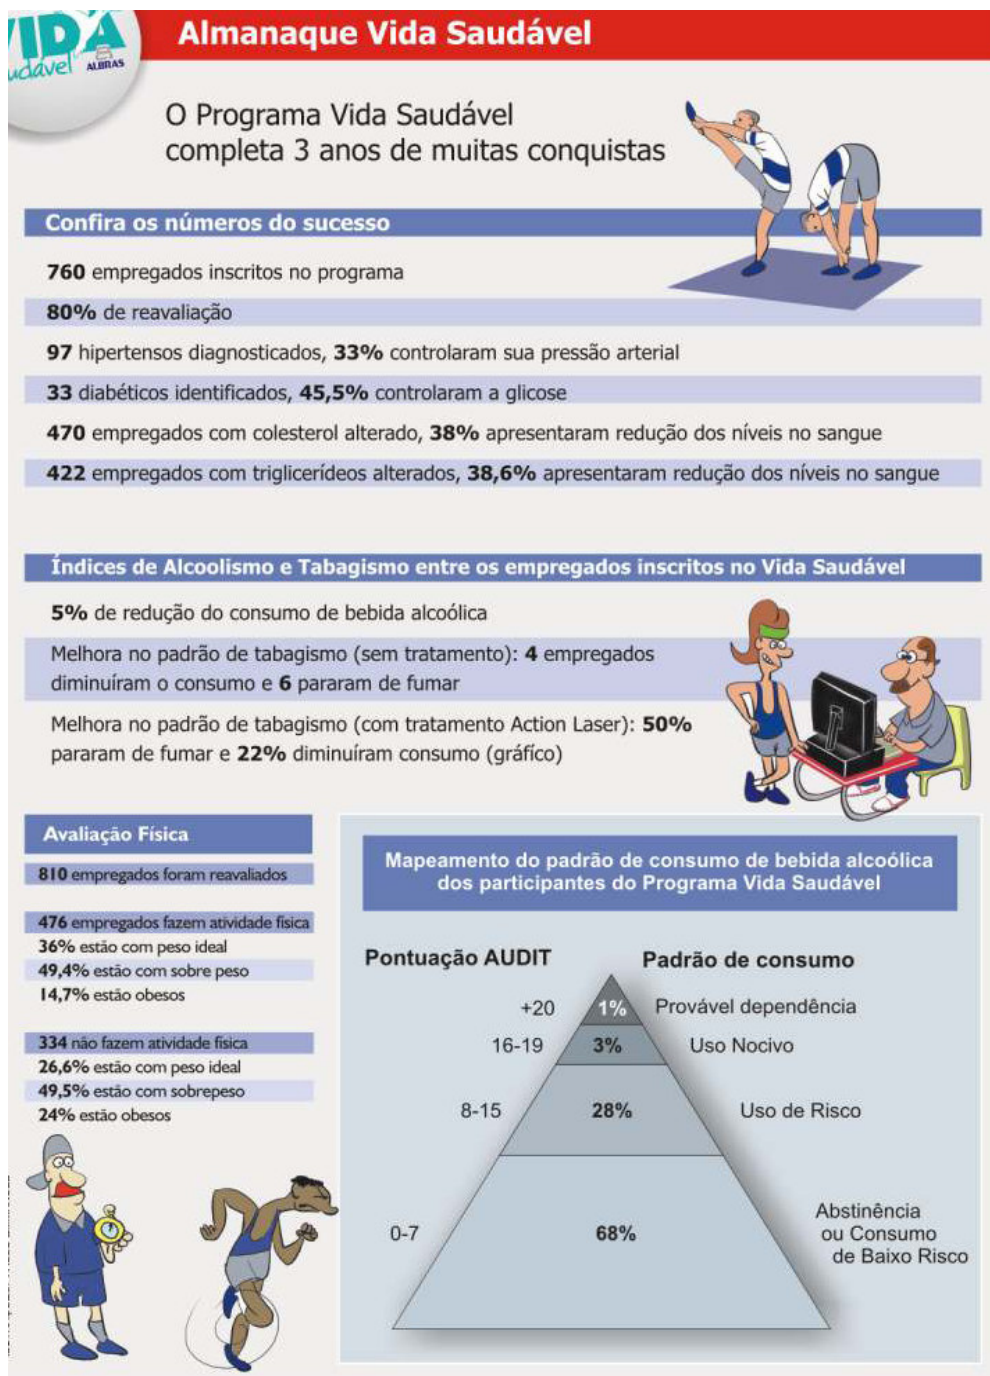 VIDA
saudável
ALBRAS
Almanaque Vida Saudável
O Programa Vida Saudável
completa 3 anos de muitas conquistas
Confira os números do sucesso
760 empregados inscritos no programa
80% de reavaliação
97 hipertensos diagnosticados, 33% controlaram sua pressão arterial
33 diabéticos identificados, 45,5% controlaram a glicose
470 empregados com colesterol alterado, 38% apresentaram redução dos níveis no sangue
422 empregados com triglicerídeos alterados, 38,6% apresentaram redução dos níveis no sangue
Índices de Alcoolismo e Tabagismo entre os empregados inscritos no Vida Saudável
5% de redução do consumo de bebida alcoólica
Melhora no padrão de tabagismo (sem tratamento): 4 empregados
diminuíram o consumo e 6 pararam de fumar
Melhora no padrão de tabagismo (com tratamento Action Laser): 50%
pararam de fumar e 22% diminuíram consumo (gráfico)
Avaliação Física
810 empregados foram reavaliados
476 empregados fazem atividade física
36% estão com peso ideal
49,4% estão com sobre peso
14,7% estão obesos
334 não fazem atividade física
26,6% estão com peso ideal
49,5% estão com sobrepeso
24% estão obesos
Mapeamento do padrão de consumo de bebida alcoólica
dos participantes do Programa Vida Saudável
Pontuação AUDIT Padrão de consumo
+20 1% Provável dependência
16-19 3% Uso Nocivo
8-15 28% Uso de Risco
0-7 68% Abstinência
ou Consumo
de Baixo Risco